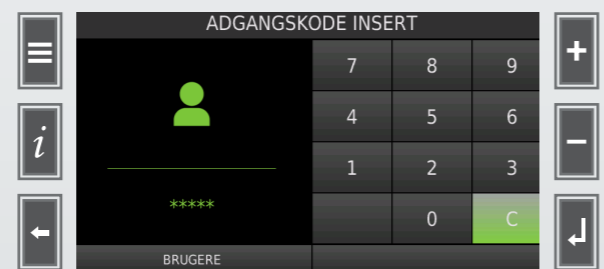 ADGANGSKODE INSERT
7 8 9
4 5 6
1 2 3
0 C
*****
BRUGERE
i
+
-